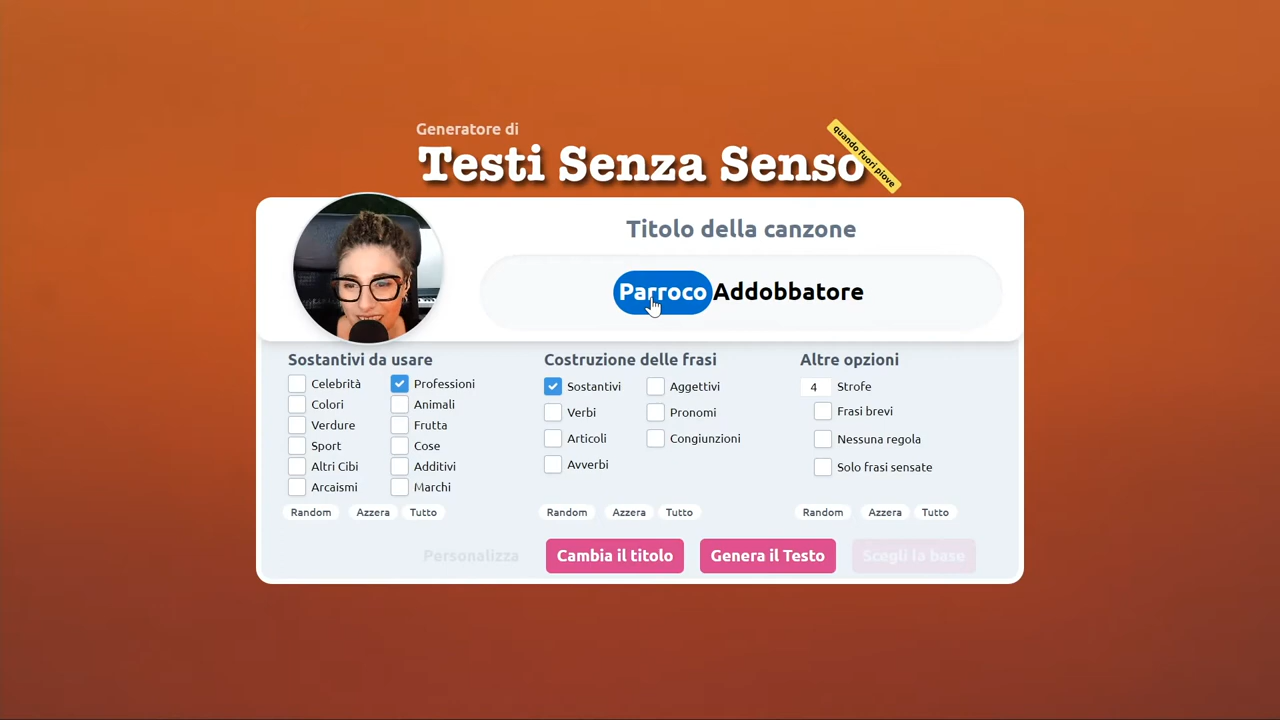 Generatore di
Testi Senza Senso
quando fuori piove
Titolo della canzone
Parroco Addobbatore
Sostantivi da usare
Celebrità
Professioni
Colori
Animali
Verdure
Frutta
Sport
Cose
Altri Cibi
Additivi
Arcaismi
Marchi
Random
Azzera
Tutto
Costruzione delle frasi
Sostantivi
Aggettivi
Verbi
Pronomi
Articoli
Congiunzioni
Avverbi
Random
Azzera
Tutto
Altre opzioni
4 Strofe
Frasi brevi
Nessuna regola
Solo frasi sensate
Random
Azzera
Tutto
Personalizza
Cambia il titolo
Genera il Testo
Scegli la base